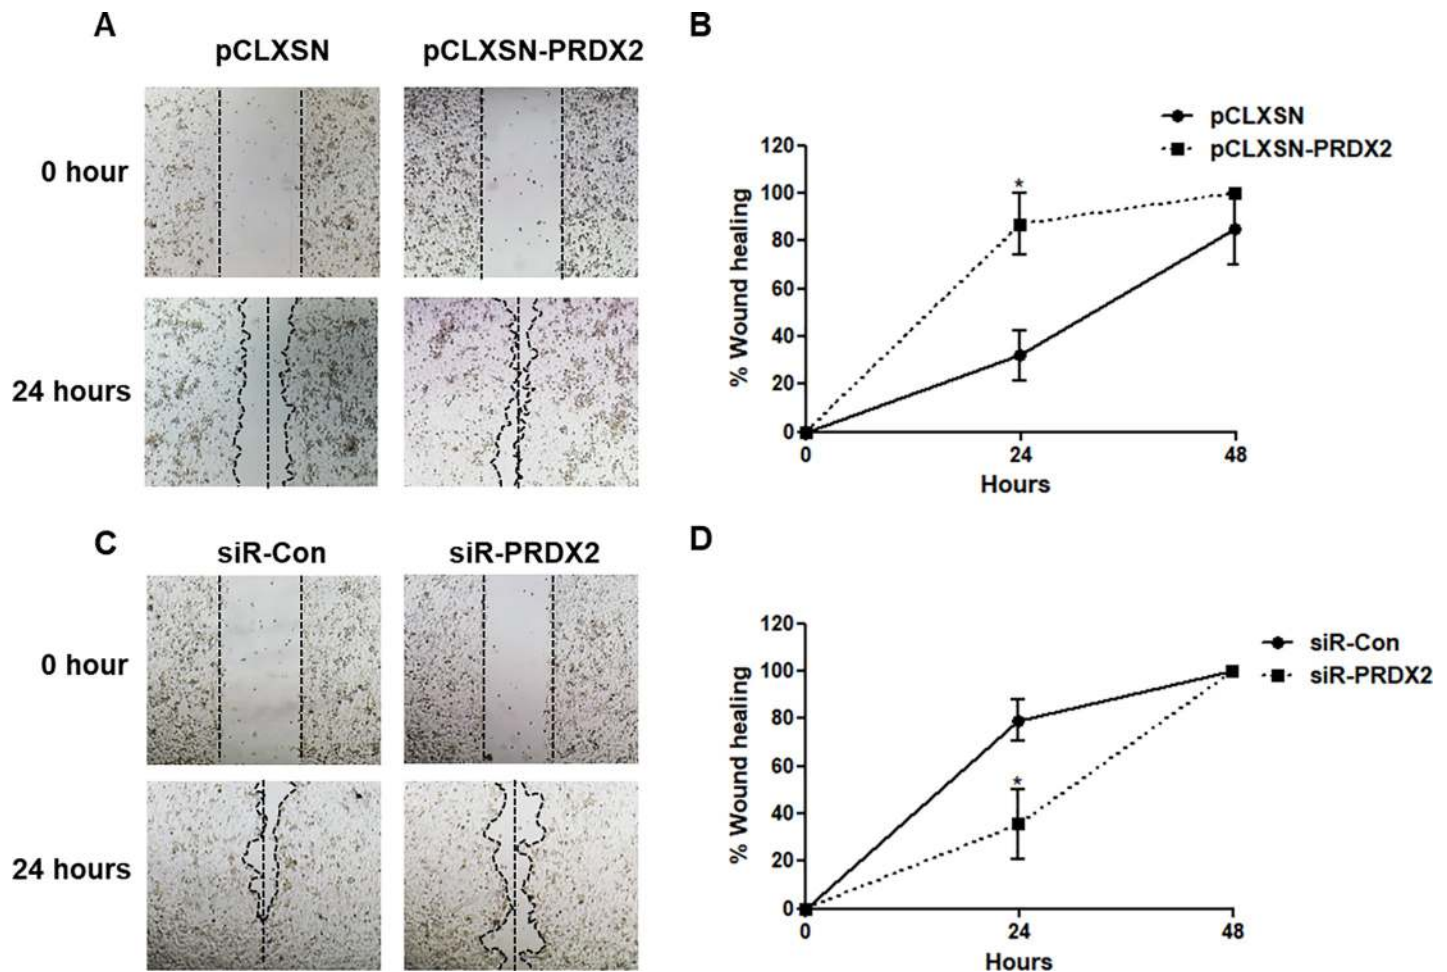 A
pCLXSN
pCLXSN-PRDX2
0 hour
24 hours
B
pCLXSN
pCLXSN-PRDX2
% Wound healing
120
100
80
60
40
20
0
*
0
24
48
Hours
C
siR-Con
siR-PRDX2
0 hour
24 hours
D
siR-Con
siR-PRDX2
% Wound healing
120
100
80
60
40
20
0
*
0
24
48
Hours